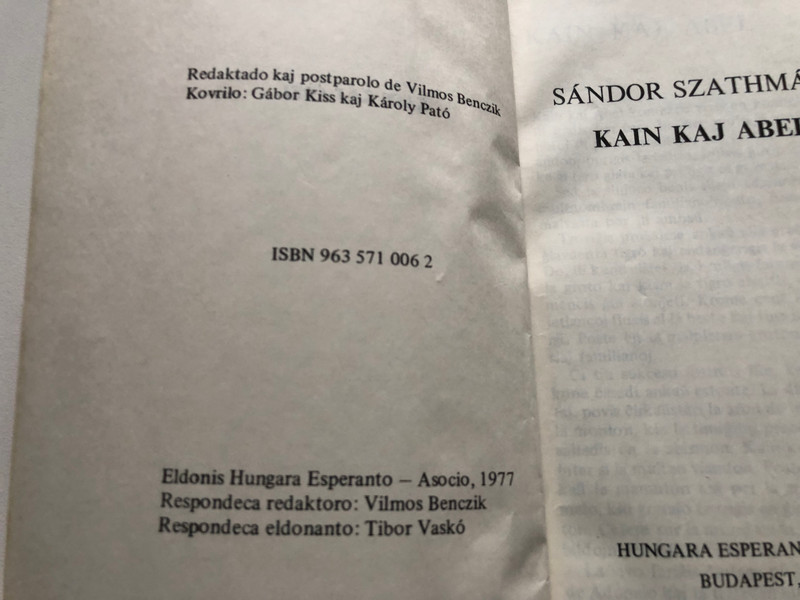 Redaktado kaj postparolo de Vilmos Benczik
Kovrilo: Gábor Kiss kaj Károly Pató
ISBN 963 571 006 2
Eldonis Hungara Esperanto – Asocio, 1977
Respondeca redaktoro: Vilmos Benczik
Respondeca eldonanto: Tibor Vaskó
SÁNDOR SZATHMÁ
KAIN KAJ ABEL
HUNGARA ESPERAN
BUDAPEST,